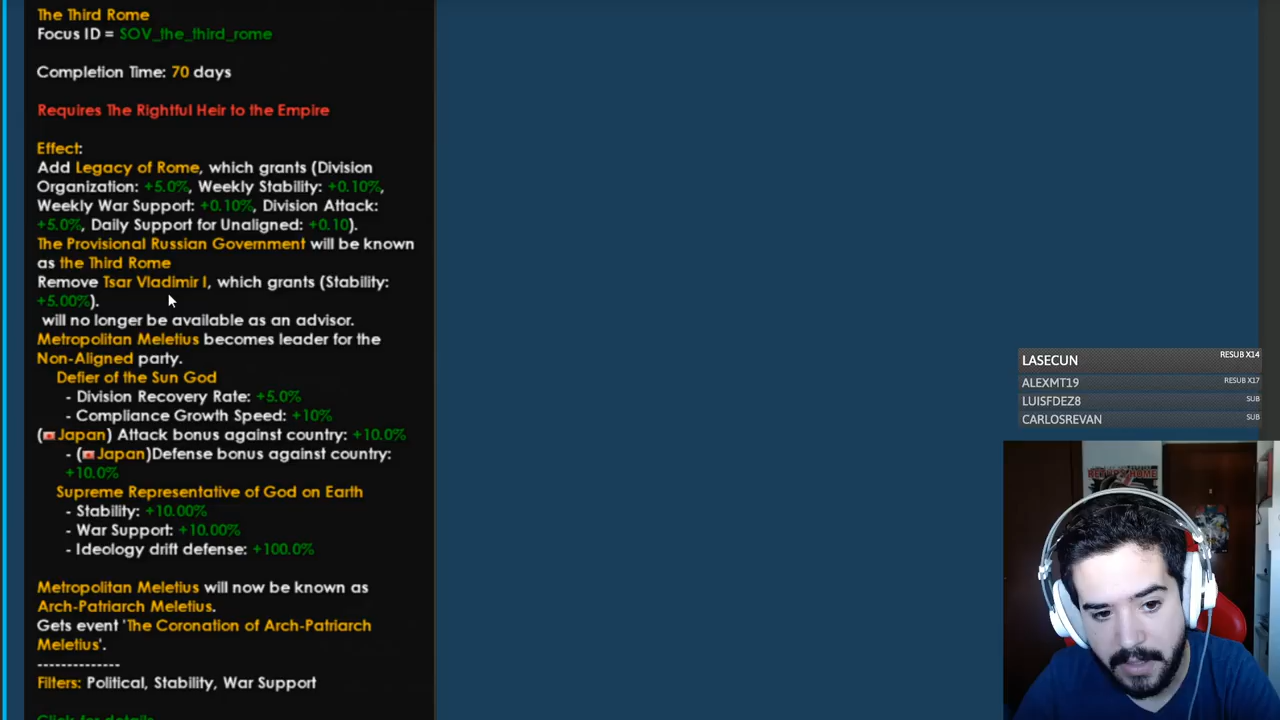 The Third Rome
Focus ID = SOV_the_third_rome
Completion Time: 70 days
Requires The Rightful Heir to the Empire
Effect:
Add Legacy of Rome, which grants (Division
Organization: +5.0%, Weekly Stability: +0.10%,
Weekly War Support: +0.10%, Division Attack:
+5.0%, Daily Support for Unaligned: +0.10).
The Provisional Russian Government will be known
as the Third Rome
Remove Tsar Vladimir I, which grants (Stability:
+5.00%).
will no longer be available as an advisor.
Metropolitan Meletius becomes leader for the
Non-Aligned party.
Defier of the Sun God
- Division Recovery Rate: +5.0%
- Compliance Growth Speed: +10%
(Japan) Attack bonus against country: +10.0%
- (Japan)Defense bonus against country:
+10.0%
Supreme Representative of God on Earth
- Stability: +10.00%
- War Support: +10.00%
- Ideology drift defense: +100.0%
Metropolitan Meletius will now be known as
Arch-Patriarch Meletius.
Gets event 'The Coronation of Arch-Patriarch
Meletius'.
--------------
Filters: Political, Stability, War Support
Click for details
LASECUN RESUB X14
ALEXMT19 RESUB X17
LUISFDEZ8 SUB
CARLOSREVAN SUB